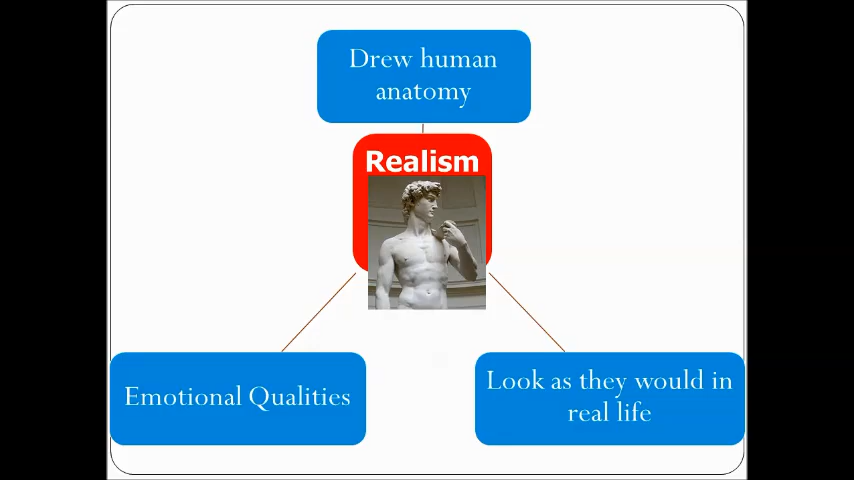 Drew human
anatomy
Realism
Emotional Qualities
Look as they would in
real life